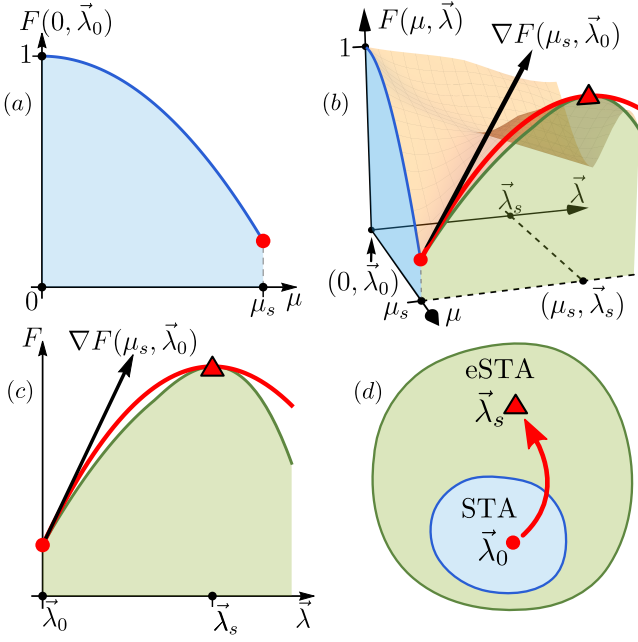 F(0, λ⃗₀)
1
(a)
0
μₛ
μ
F(μ, λ⃗)
∇F(μₛ, λ⃗₀)
1
(b)
λ⃗ₛ
λ⃗
(0, λ⃗₀)
μₛ
μ
(μₛ, λ⃗ₛ)
F
∇F(μₛ, λ⃗₀)
(c)
λ⃗₀
λ⃗ₛ
λ⃗
(d)
eSTA
λ⃗ₛ
STA
λ⃗₀